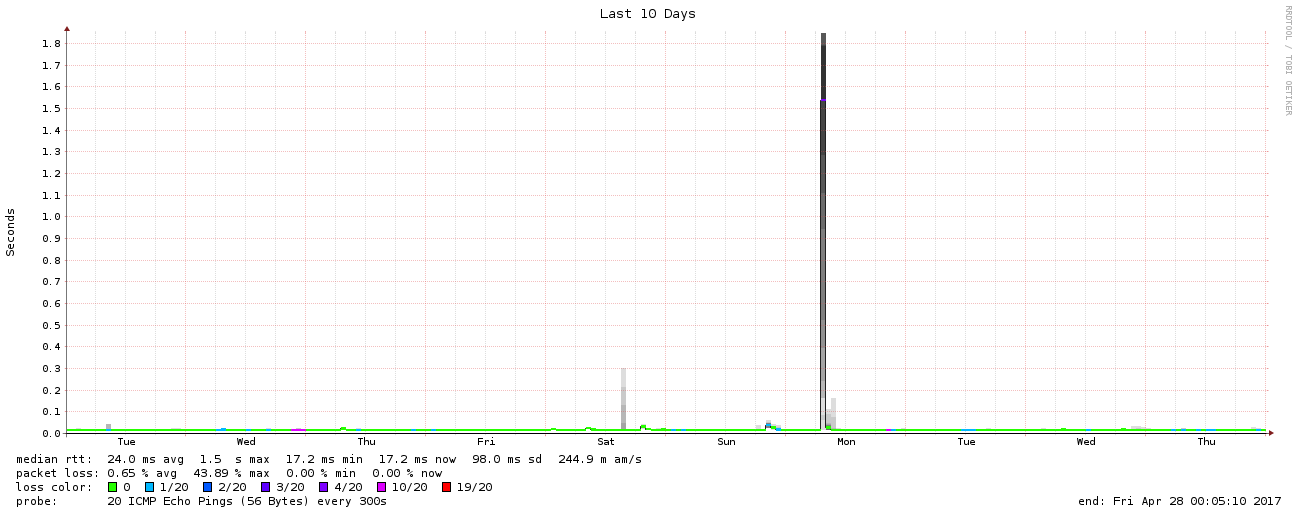 Last 10 Days
RRDTOOL / TOBI OETIKER
Seconds
1.8
1.7
1.6
1.5
1.4
1.3
1.2
1.1
1.0
0.9
0.8
0.7
0.6
0.5
0.4
0.3
0.2
0.1
0.0
Tue Wed Thu Fri Sat Sun Mon Tue Wed Thu
median rtt: 24.0 ms avg 1.5 s max 17.2 ms min 17.2 ms now 98.0 ms sd 244.9 m am/s
packet loss: 0.65 % avg 43.89 % max 0.00 % min 0.00 % now
loss color: 0 1/20 2/20 3/20 4/20 10/20 19/20
probe: 20 ICMP Echo Pings (56 Bytes) every 300s end: Fri Apr 28 00:05:10 2017